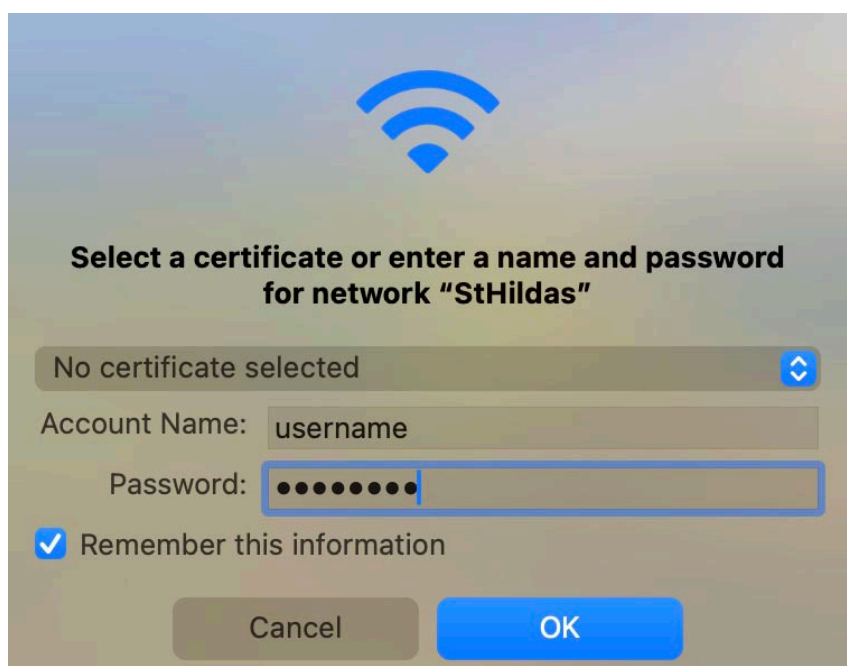 Select a certificate or enter a name and password
for network “StHildas”
No certificate selected
Account Name: username
Password: ••••••••
Remember this information
Cancel OK